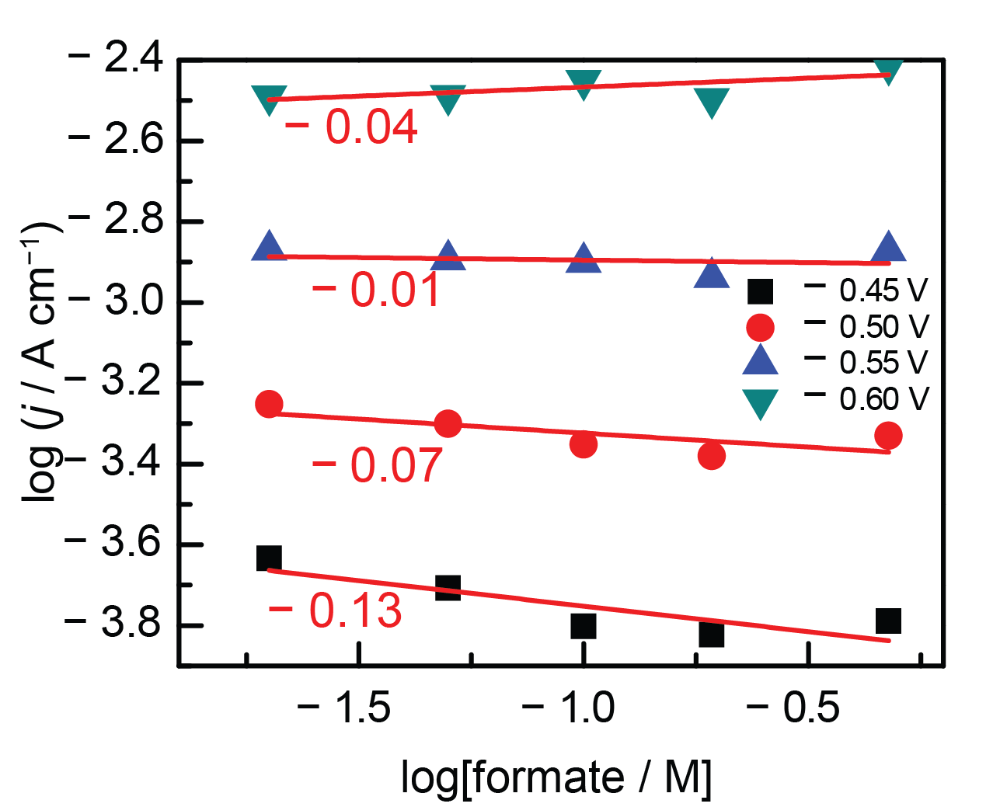 − 2.4
− 2.6
− 2.8
− 3.0
− 3.2
− 3.4
− 3.6
− 3.8
log (j / A cm⁻¹)
− 0.04
− 0.01
− 0.07
− 0.13
− 0.45 V
− 0.50 V
− 0.55 V
− 0.60 V
− 1.5 − 1.0 − 0.5
log[formate / M]